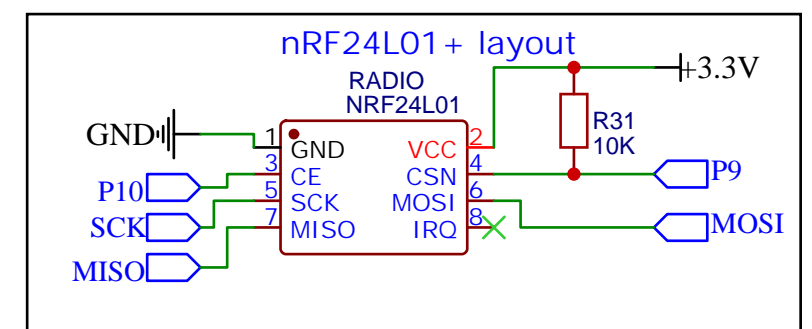 nRF24L01+ layout
RADIO
NRF24L01
+3.3V
GND
1
GND
VCC
2
R31
10K
P10
3
CE
CSN
4
P9
SCK
5
SCK
MOSI
6
MOSI
MISO
7
MISO
IRQ
8